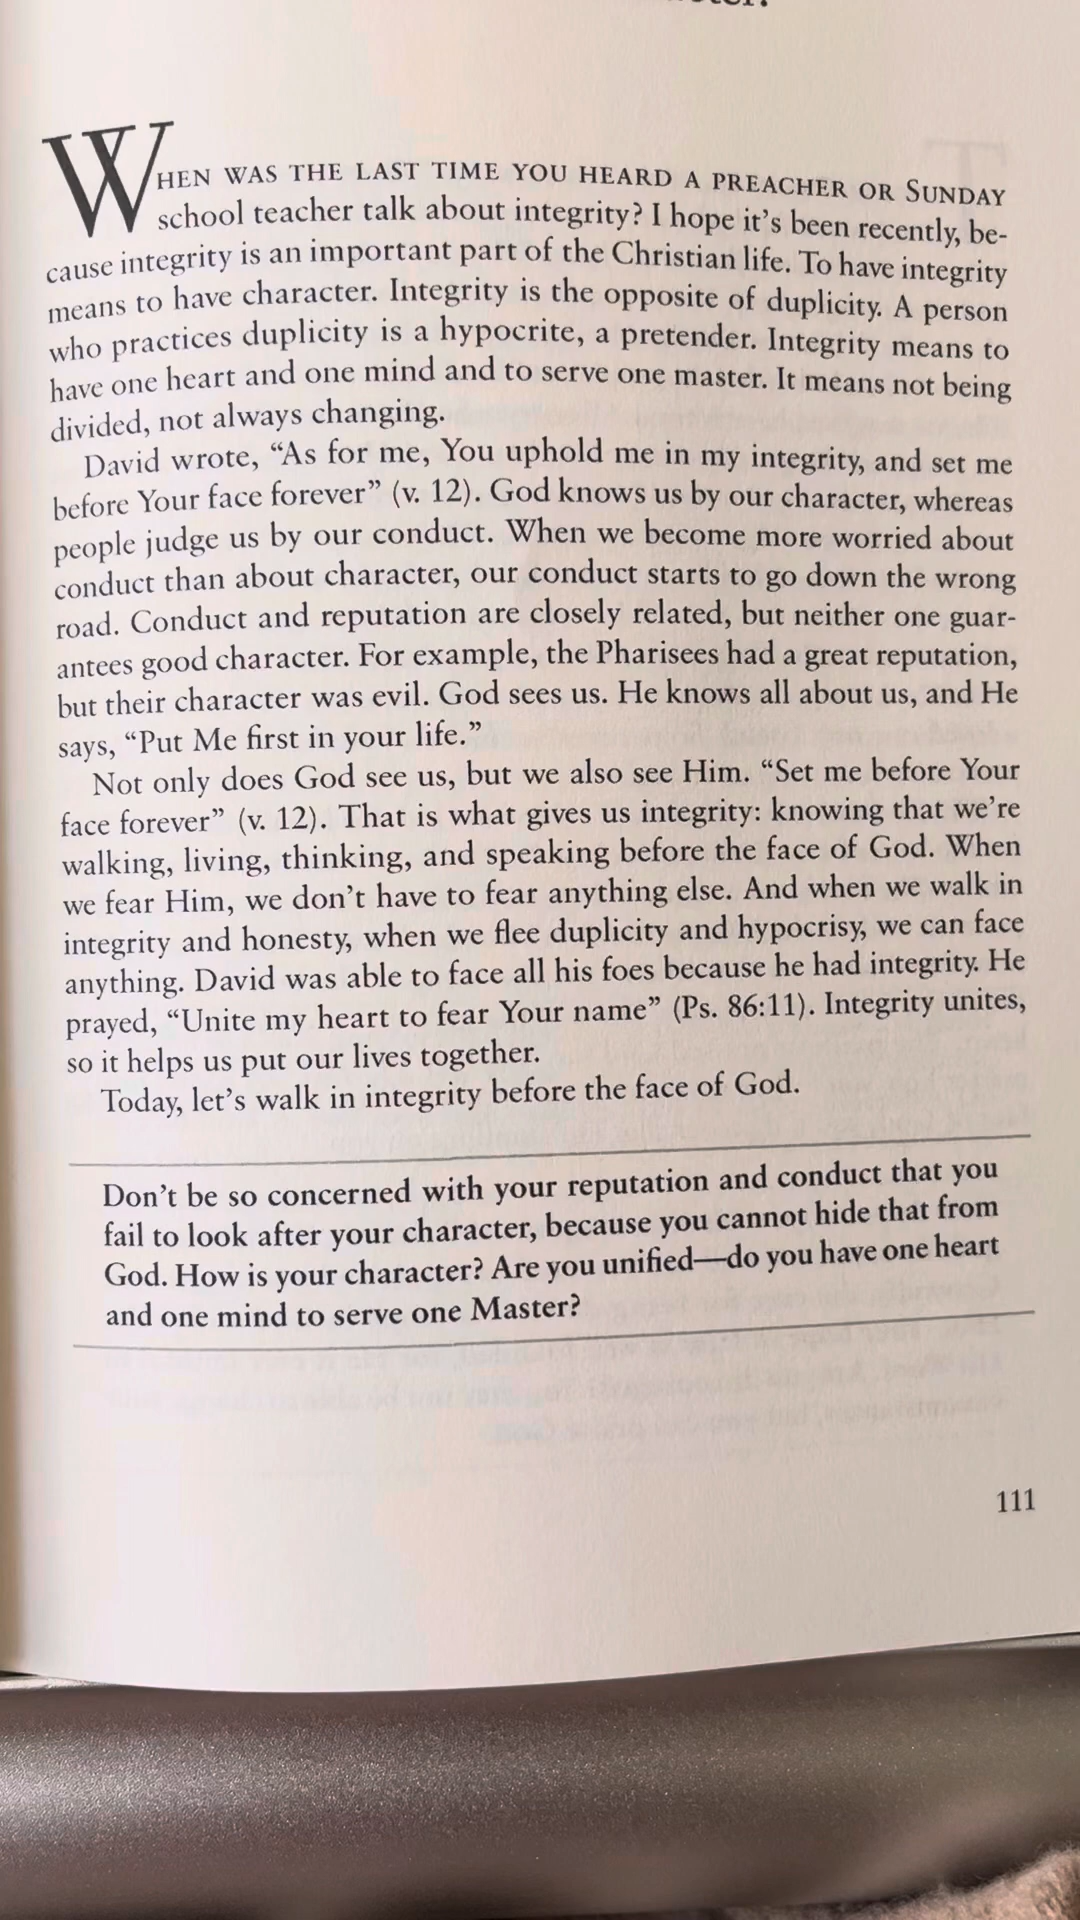 WHEN WAS THE LAST TIME YOU HEARD A PREACHER OR SUNDAY
school teacher talk about integrity? I hope it's been recently, be-
cause integrity is an important part of the Christian life. To have integrity
means to have character. Integrity is the opposite of duplicity. A person
who practices duplicity is a hypocrite, a pretender. Integrity means to
have one heart and one mind and to serve one master. It means not being
divided, not always changing.
David wrote, “As for me, You uphold me in my integrity, and set me
before Your face forever” (v. 12). God knows us by our character, whereas
people judge us by our conduct. When we become more worried about
conduct than about character, our conduct starts to go down the wrong
road. Conduct and reputation are closely related, but neither one guar-
antees good character. For example, the Pharisees had a great reputation,
but their character was evil. God sees us. He knows all about us, and He
says, “Put Me first in your life.”
Not only does God see us, but we also see Him. “Set me before Your
face forever” (v. 12). That is what gives us integrity: knowing that we're
walking, living, thinking, and speaking before the face of God. When
we fear Him, we don't have to fear anything else. And when we walk in
integrity and honesty, when we flee duplicity and hypocrisy, we can face
anything. David was able to face all his foes because he had integrity. He
prayed, “Unite my heart to fear Your name” (Ps. 86:11). Integrity unites,
so it helps us put our lives together.
Today, let's walk in integrity before the face of God.
Don't be so concerned with your reputation and conduct that you
fail to look after your character, because you cannot hide that from
God. How is your character? Are you unified—do you have one heart
and one mind to serve one Master?
111